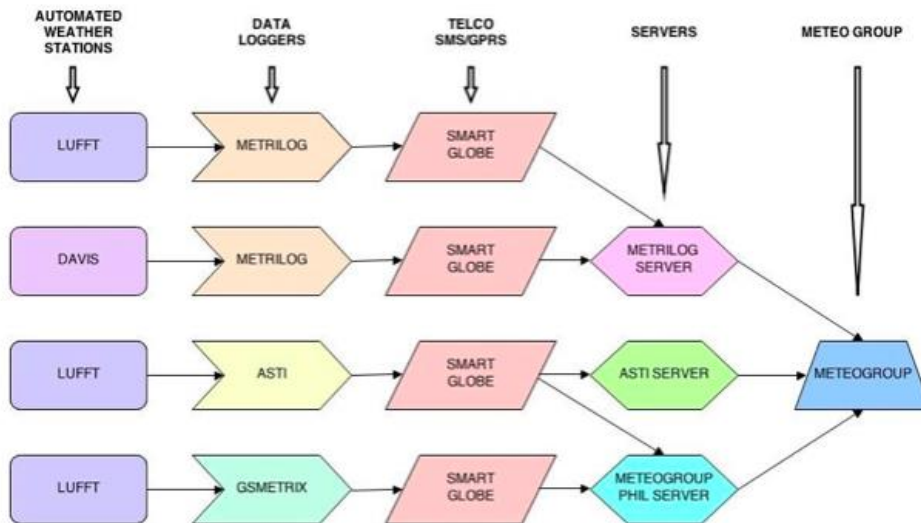 AUTOMATED
WEATHER
STATIONS
DATA
LOGGERS
TELCO
SMS/GPRS
SERVERS
METEO GROUP
LUFFT
METRILOG
SMART
GLOBE
DAVIS
METRILOG
SMART
GLOBE
METRILOG
SERVER
LUFFT
ASTI
SMART
GLOBE
ASTI SERVER
METEOGROUP
LUFFT
GSMETRIX
SMART
GLOBE
METEOGROUP
PHIL SERVER